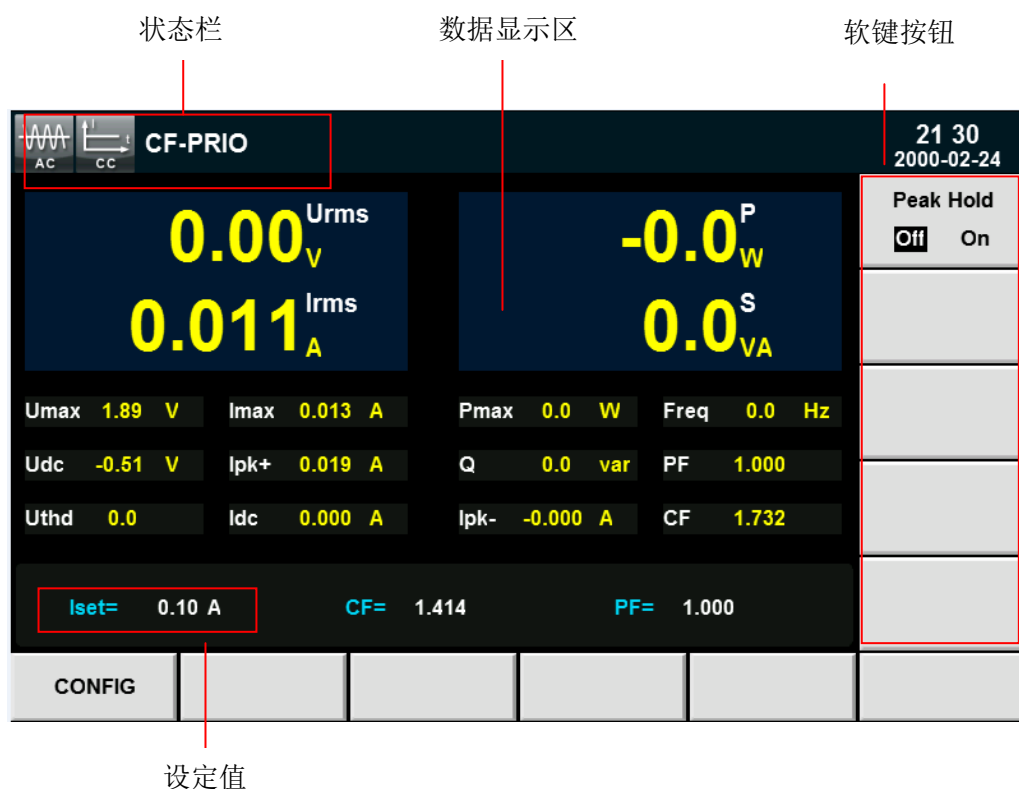 状态栏 数据显示区 软键按钮
AC CC CF-PRIO 21 30
2000-02-24
0.00 Urms V -0.0 P W
0.011 Irms A 0.0 S VA
Peak Hold
Off On
Umax 1.89 V Imax 0.013 A Pmax 0.0 W Freq 0.0 Hz
Udc -0.51 V Ipk+ 0.019 A Q 0.0 var PF 1.000
Uthd 0.0 Idc 0.000 A Ipk- -0.000 A CF 1.732
Iset= 0.10 A CF= 1.414 PF= 1.000
CONFIG
设定值